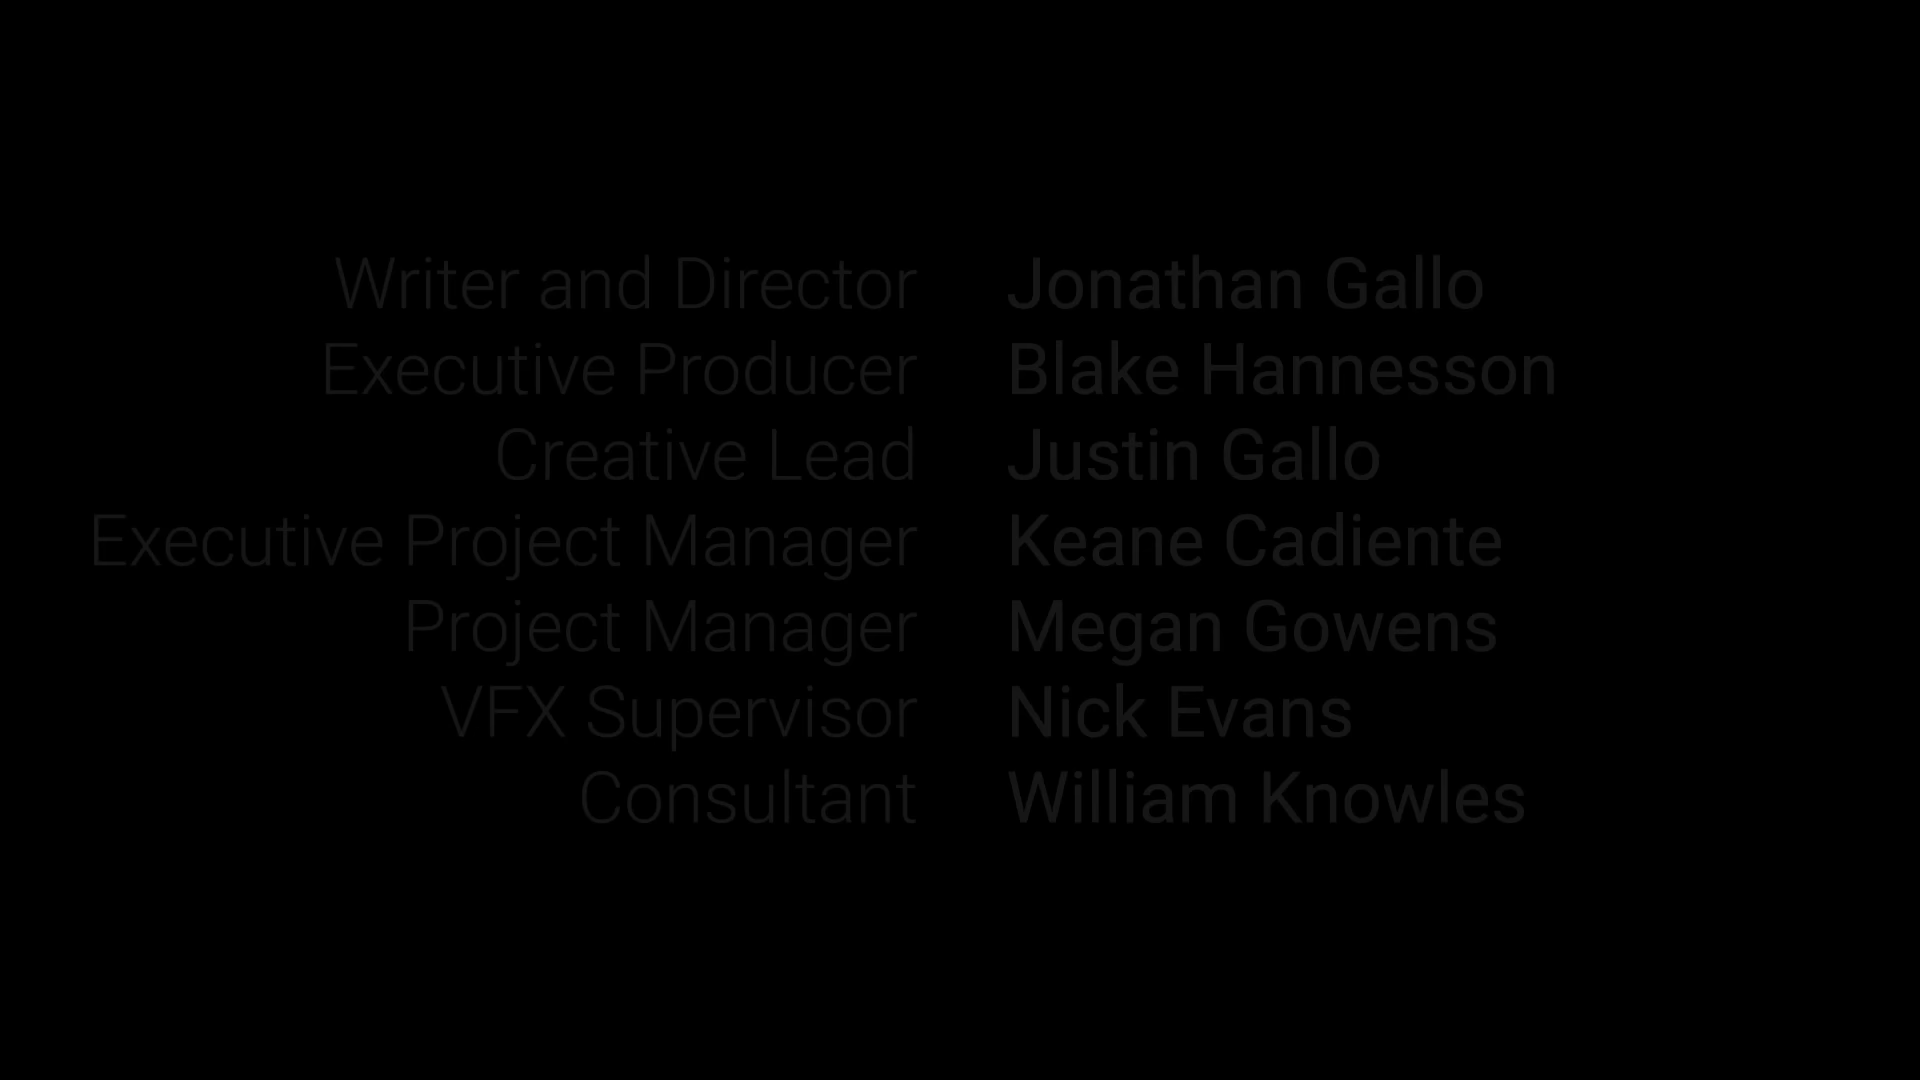 Writer and Director Jonathan Gallo
Executive Producer Blake Hannesson
Creative Lead Justin Gallo
Executive Project Manager Keane Cadiente
Project Manager Megan Gowens
VFX Supervisor Nick Evans
Consultant William Knowles